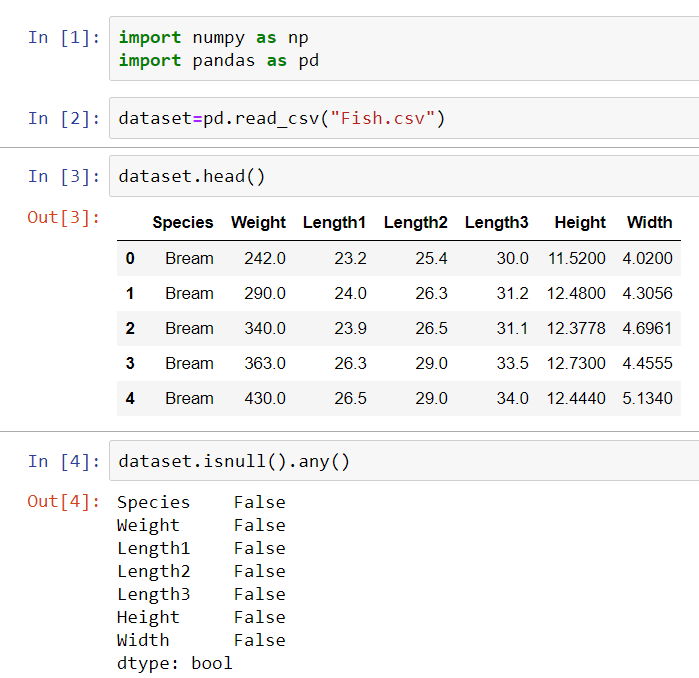 In [1]: import numpy as np
import pandas as pd
In [2]: dataset=pd.read_csv("Fish.csv")
In [3]: dataset.head()
Out[3]:
Species Weight Length1 Length2 Length3 Height Width
0 Bream 242.0 23.2 25.4 30.0 11.5200 4.0200
1 Bream 290.0 24.0 26.3 31.2 12.4800 4.3056
2 Bream 340.0 23.9 26.5 31.1 12.3778 4.6961
3 Bream 363.0 26.3 29.0 33.5 12.7300 4.4555
4 Bream 430.0 26.5 29.0 34.0 12.4440 5.1340
In [4]: dataset.isnull().any()
Out[4]: Species False
Weight False
Length1 False
Length2 False
Length3 False
Height False
Width False
dtype: bool